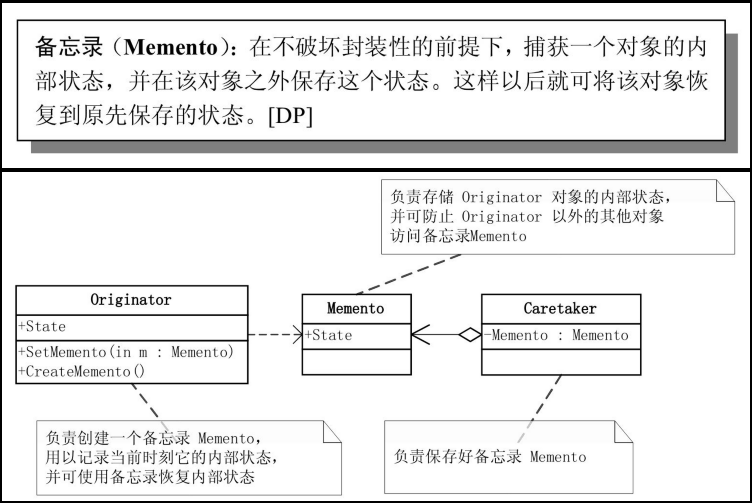 备忘录（Memento）：在不破坏封装性的前提下，捕获一个对象的内
部状态，并在该对象之外保存这个状态。这样以后就可将该对象恢
复到原先保存的状态。[DP]
负责存储 Originator 对象的内部状态，
并可防止 Originator 以外的其他对象
访问备忘录Memento
Originator
+State
+SetMemento(in m : Memento)
+CreateMemento()
Memento
+State
Caretaker
-Memento : Memento
负责创建一个备忘录 Memento，
用以记录当前时刻它的内部状态，
并可使用备忘录恢复内部状态
负责保存好备忘录 Memento